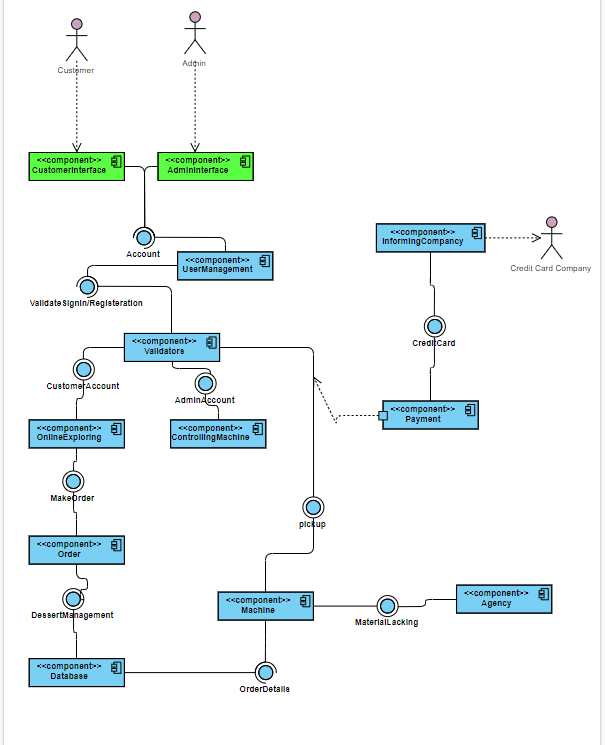 Customer
Admin
<<component>>
CustomerInterface
<<component>>
AdminInterface
Account
<<component>>
UserManagement
<<component>>
InformingCompancy
Credit Card Company
ValidateSignIn/Registeration
CreditCard
<<component>>
Validators
CustomerAccount
AdminAccount
<<component>>
Payment
<<component>>
OnlineExploring
<<component>>
ControllingMachine
MakeOrder
pickup
<<component>>
Order
DessertManagement
<<component>>
Machine
<<component>>
Agency
MaterialLacking
<<component>>
Database
OrderDetails